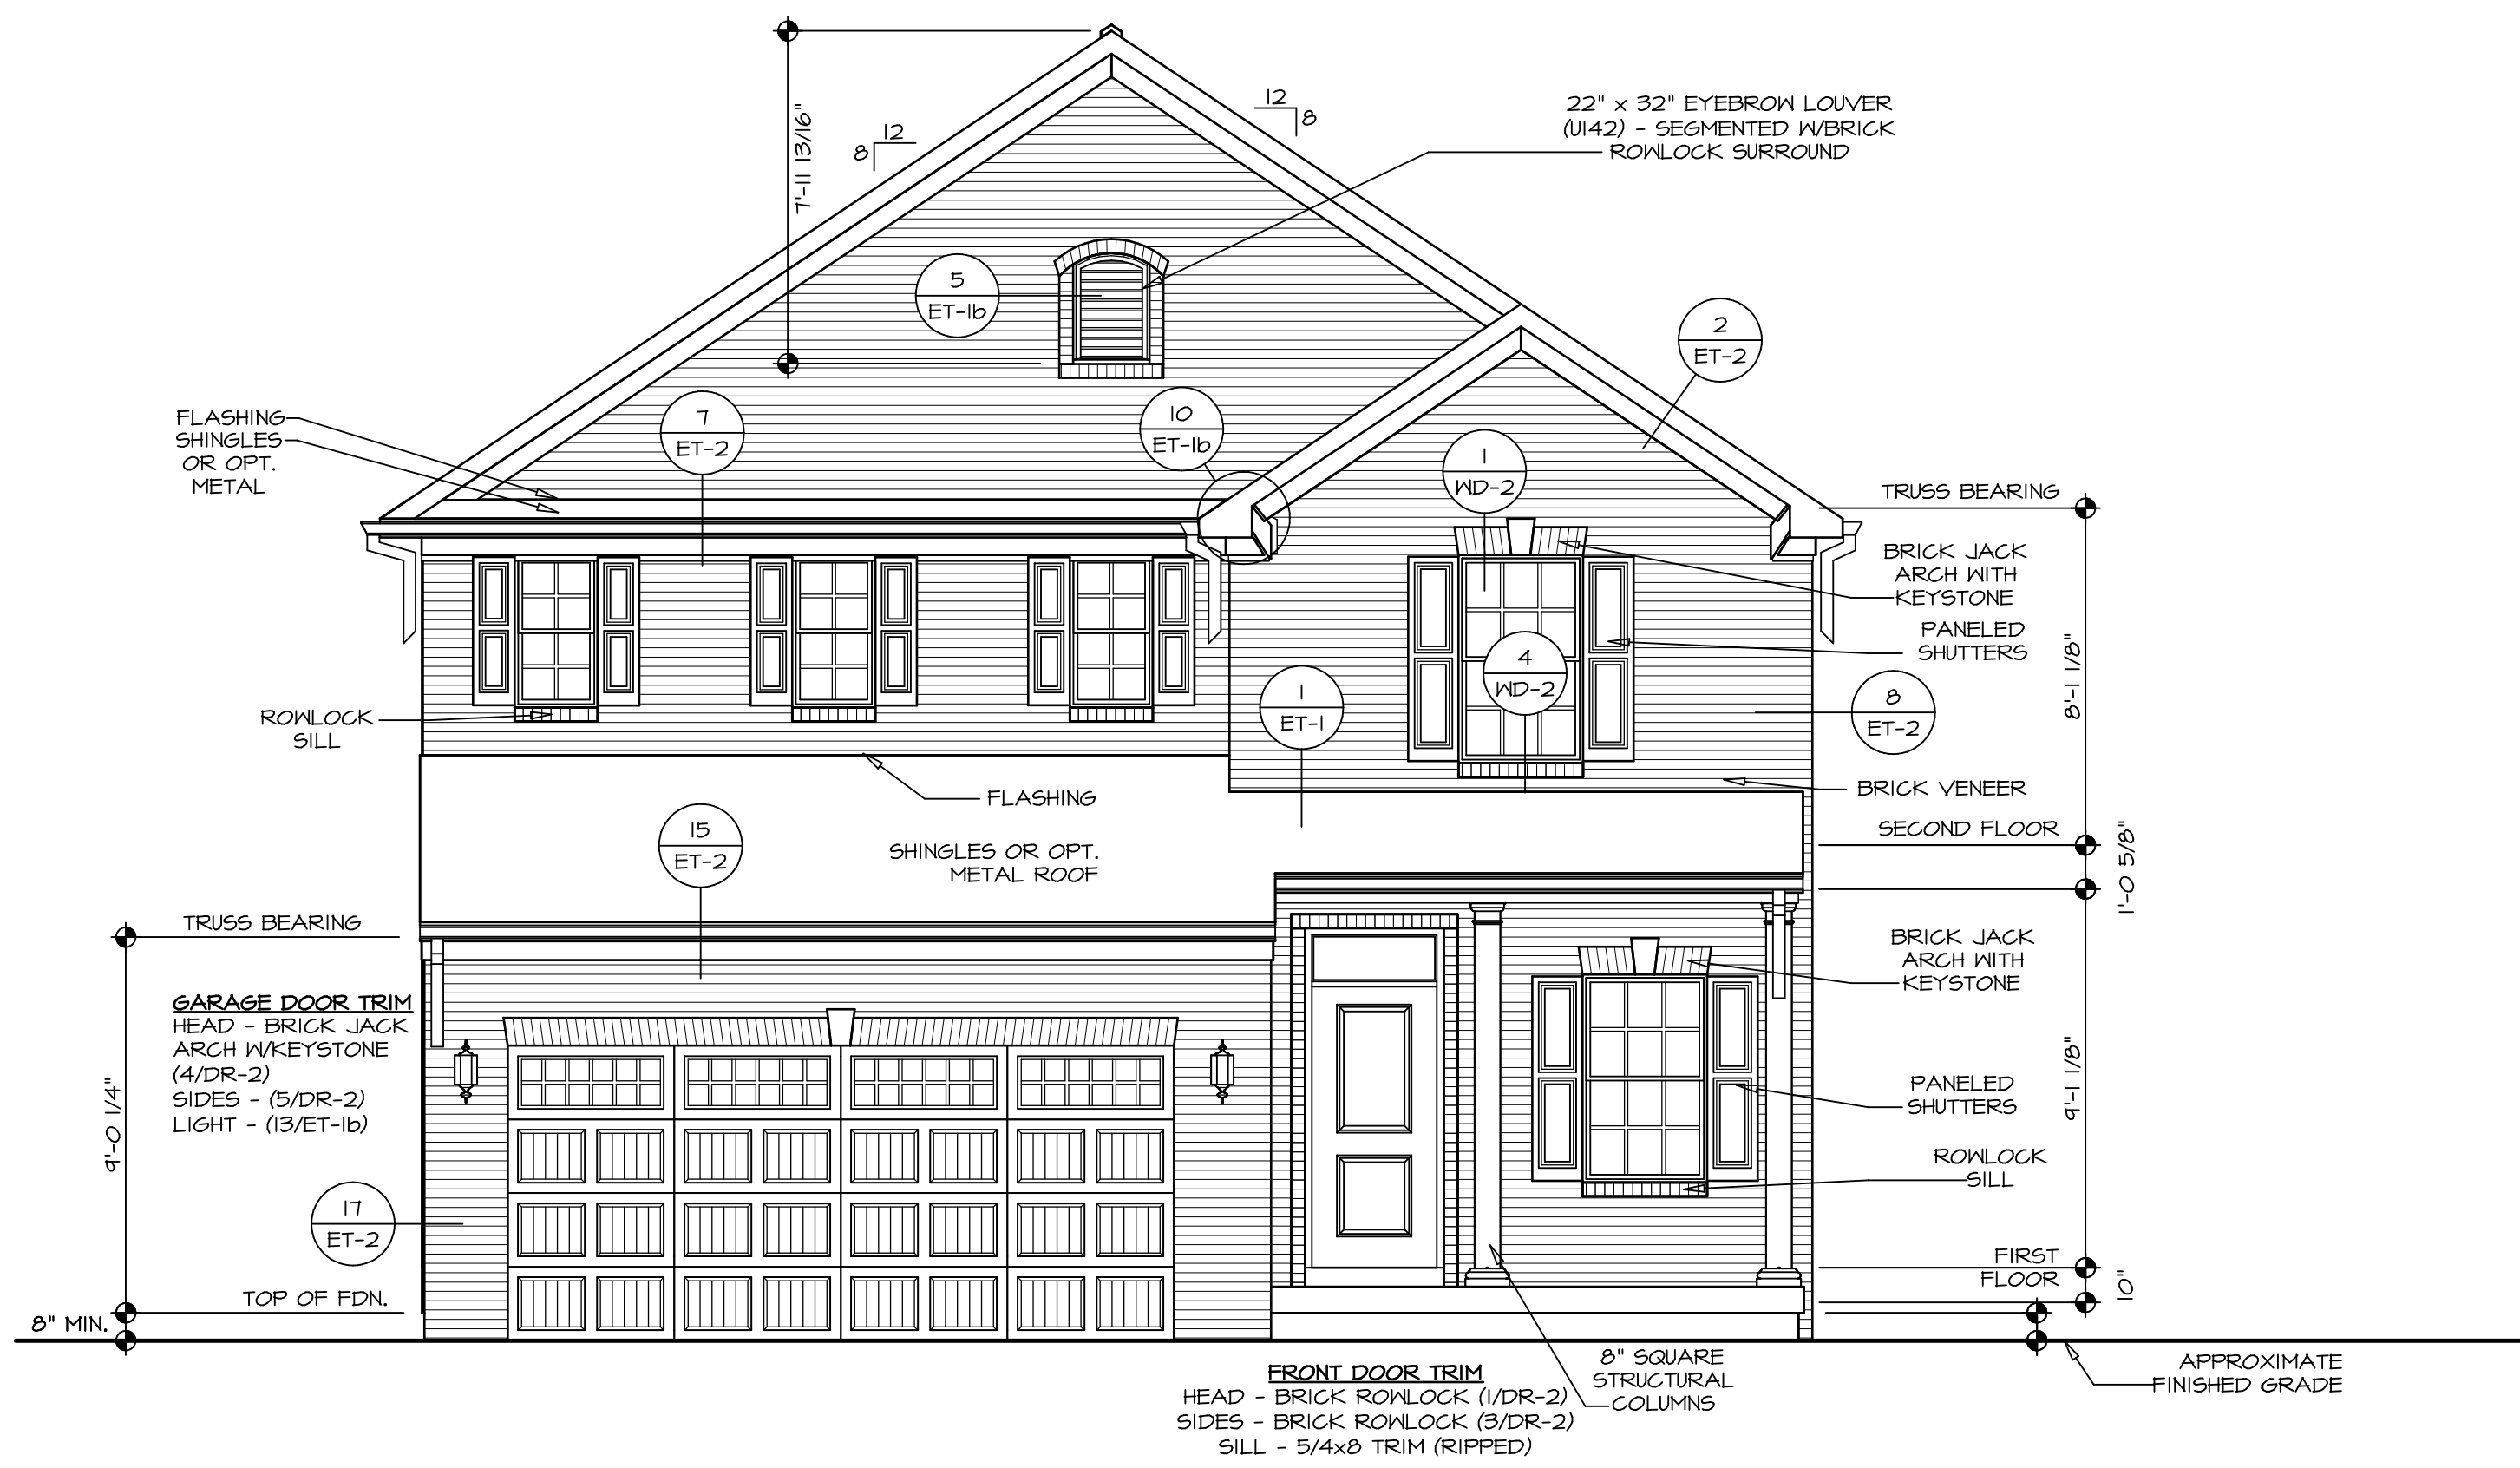 7'-11 13/16"
12
8
12
8
22" x 32" EYEBROW LOUVER
(U142) - SEGMENTED W/BRICK
ROWLOCK SURROUND
5
ET-1b
2
ET-2
7
ET-2
10
ET-1b
1
WD-2
FLASHING
SHINGLES
OR OPT.
METAL
TRUSS BEARING
BRICK JACK
ARCH WITH
KEYSTONE
PANELED
SHUTTERS
8'-1 1/8"
4
WD-2
1
ET-1
8
ET-2
ROWLOCK
SILL
FLASHING
BRICK VENEER
SECOND FLOOR
1'-0 5/8"
15
ET-2
SHINGLES OR OPT.
METAL ROOF
TRUSS BEARING
BRICK JACK
ARCH WITH
KEYSTONE
GARAGE DOOR TRIM
HEAD - BRICK JACK
ARCH W/KEYSTONE
(4/DR-2)
SIDES - (5/DR-2)
LIGHT - (13/ET-1b)
9'-0 1/4"
9'-1 1/8"
PANELED
SHUTTERS
ROWLOCK
SILL
17
ET-2
FIRST
FLOOR
10"
TOP OF FDN.
8" MIN.
8" SQUARE
STRUCTURAL
COLUMNS
APPROXIMATE
FINISHED GRADE
FRONT DOOR TRIM
HEAD - BRICK ROWLOCK (1/DR-2)
SIDES - BRICK ROWLOCK (3/DR-2)
SILL - 5/4x8 TRIM (RIPPED)